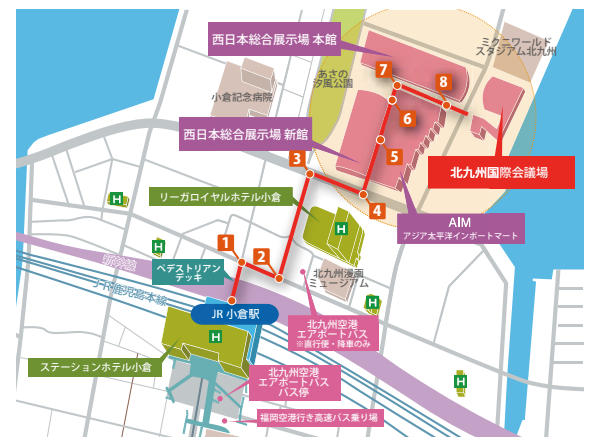 西日本総合展示場 本館
ミクニワールド
スタジアム北九州
あさの
汐風公園
小倉記念病院
7
8
6
西日本総合展示場 新館
5
3
北九州国際会議場
4
リーガロイヤルホテル小倉
H
H
AIM
アジア太平洋インポートマート
H
1
2
H
新幹線
ペデストリアン
デッキ
北九州漫画
ミュージアム
JR鹿児島本線
H
JR 小倉駅
北九州空港
エアポートバス
※直行便・降車のみ
H
ステーションホテル小倉
北九州空港
エアポートバス
バス停
H
福岡空港行き高速バス乗り場